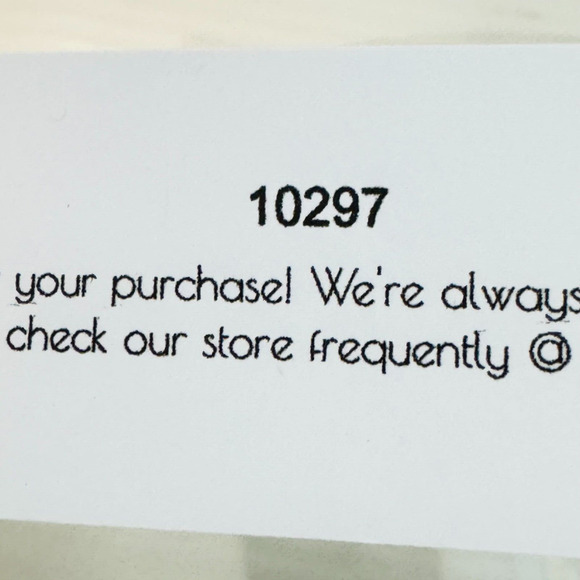 10297
your purchase! We're always
check our store frequently @